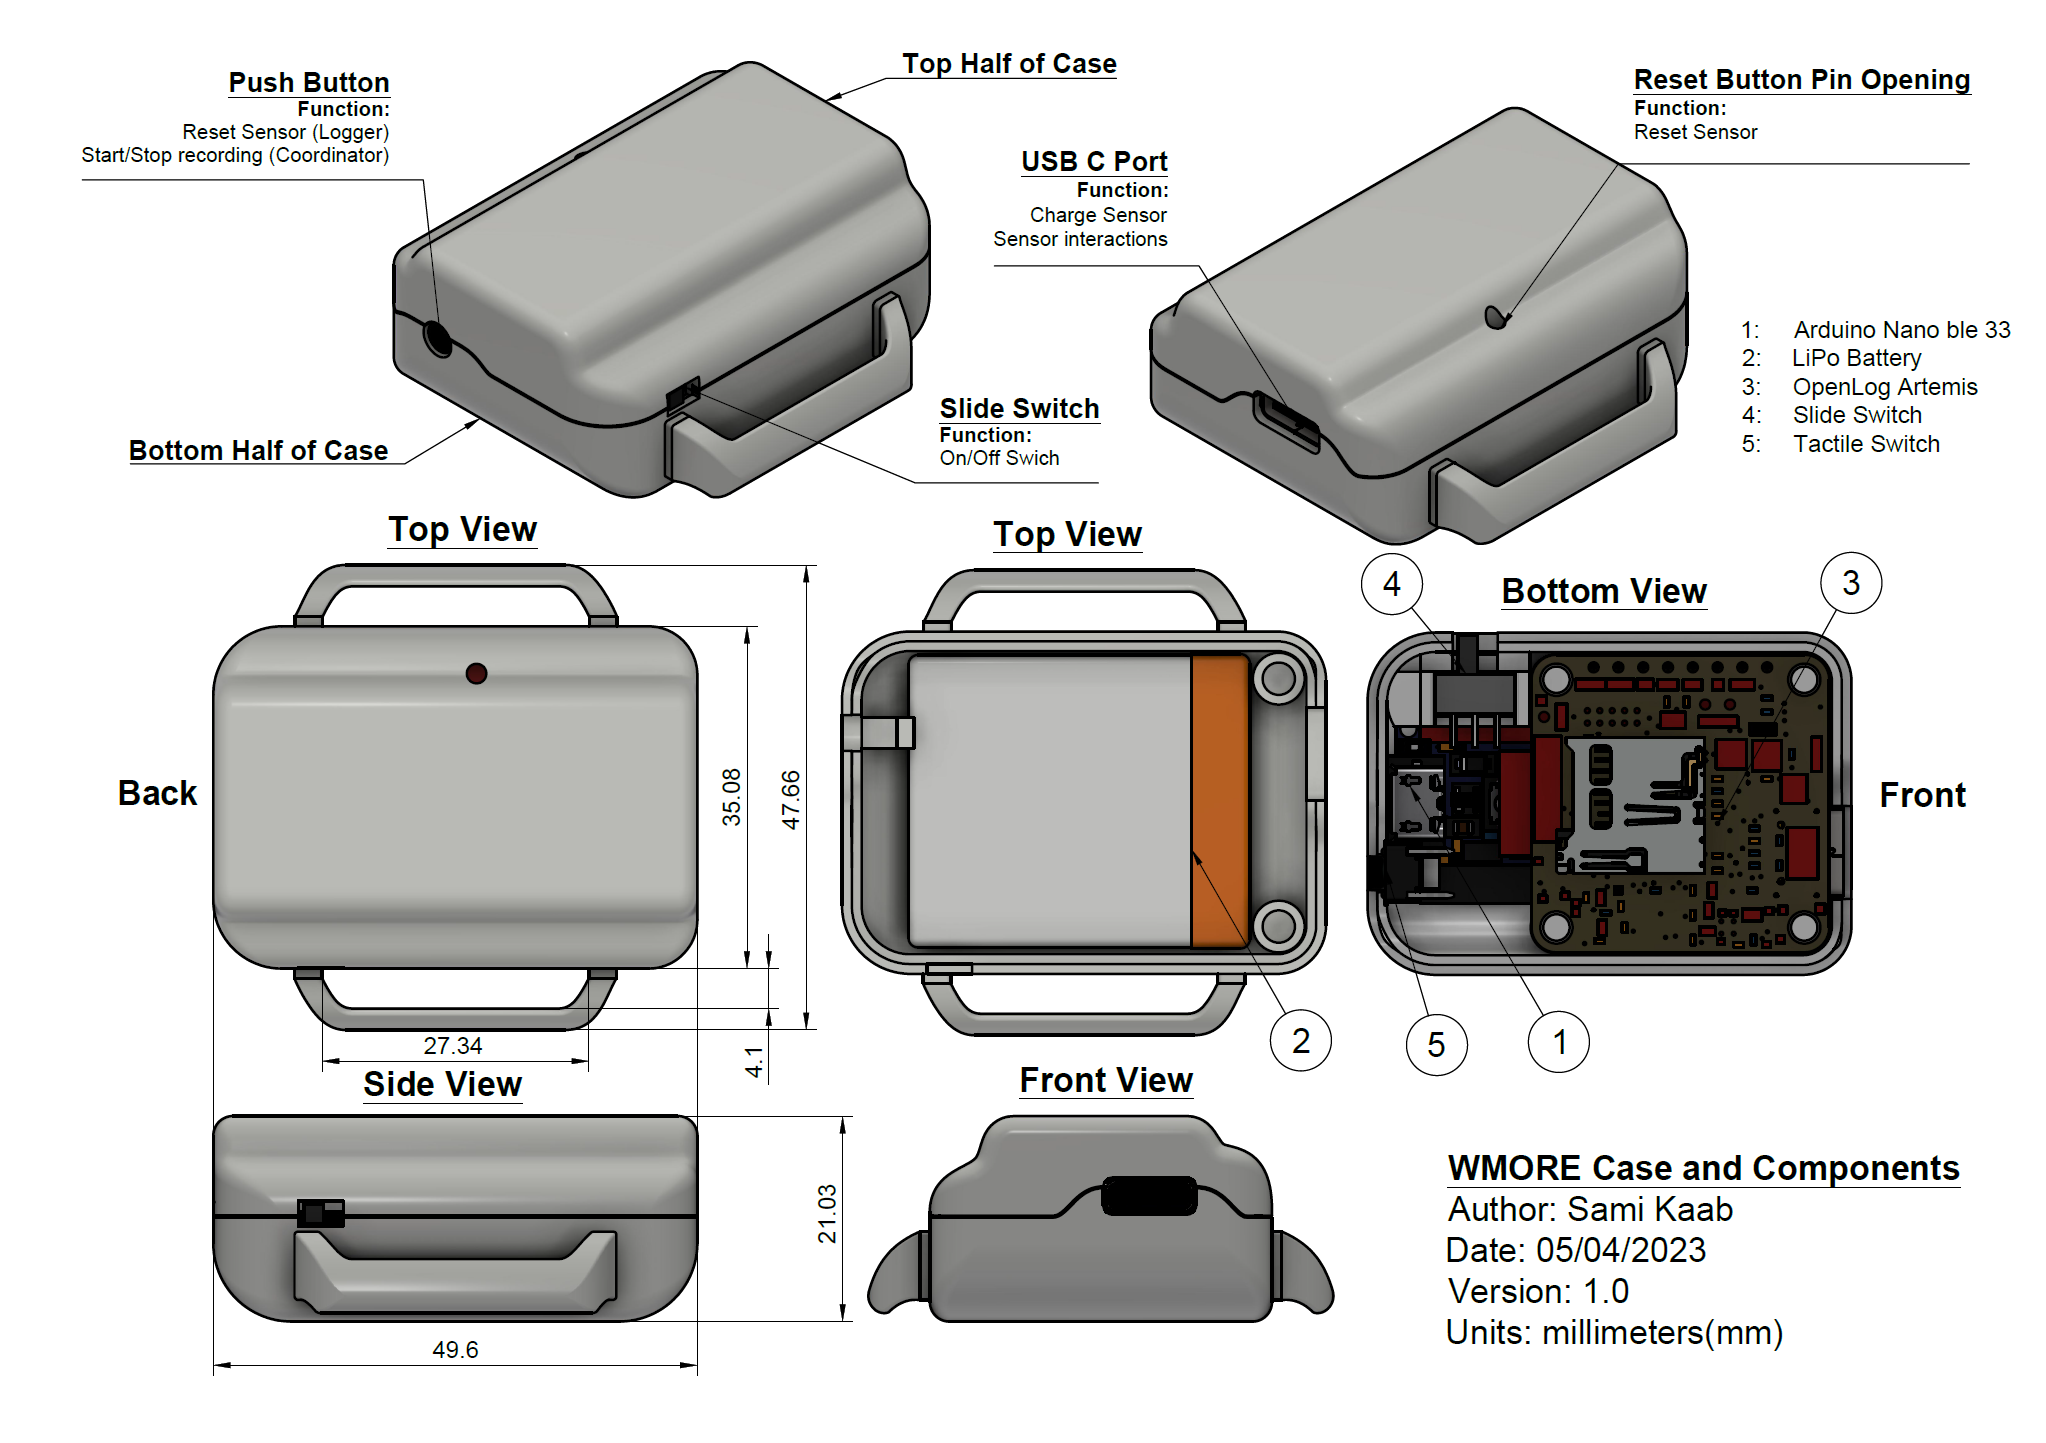 Push Button
Function:
Reset Sensor (Logger)
Start/Stop recording (Coordinator)
Top Half of Case
USB C Port
Function:
Charge Sensor
Sensor interactions
Reset Button Pin Opening
Function:
Reset Sensor
1: Arduino Nano ble 33
2: LiPo Battery
3: OpenLog Artemis
4: Slide Switch
5: Tactile Switch
Bottom Half of Case
Slide Switch
Function:
On/Off Swich
Top View
Back
35.08
47.66
27.34
4.1
Top View
2
4
Bottom View
3
Front
5
1
Side View
21.03
49.6
Front View
WMORE Case and Components
Author: Sami Kaab
Date: 05/04/2023
Version: 1.0
Units: millimeters(mm)